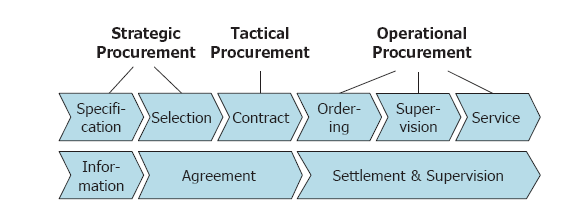 Strategic
Procurement
Tactical
Procurement
Operational
Procurement
Specifi-
cation
Selection
Contract
Order-
ing
Super-
vision
Service
Infor-
mation
Agreement
Settlement & Supervision